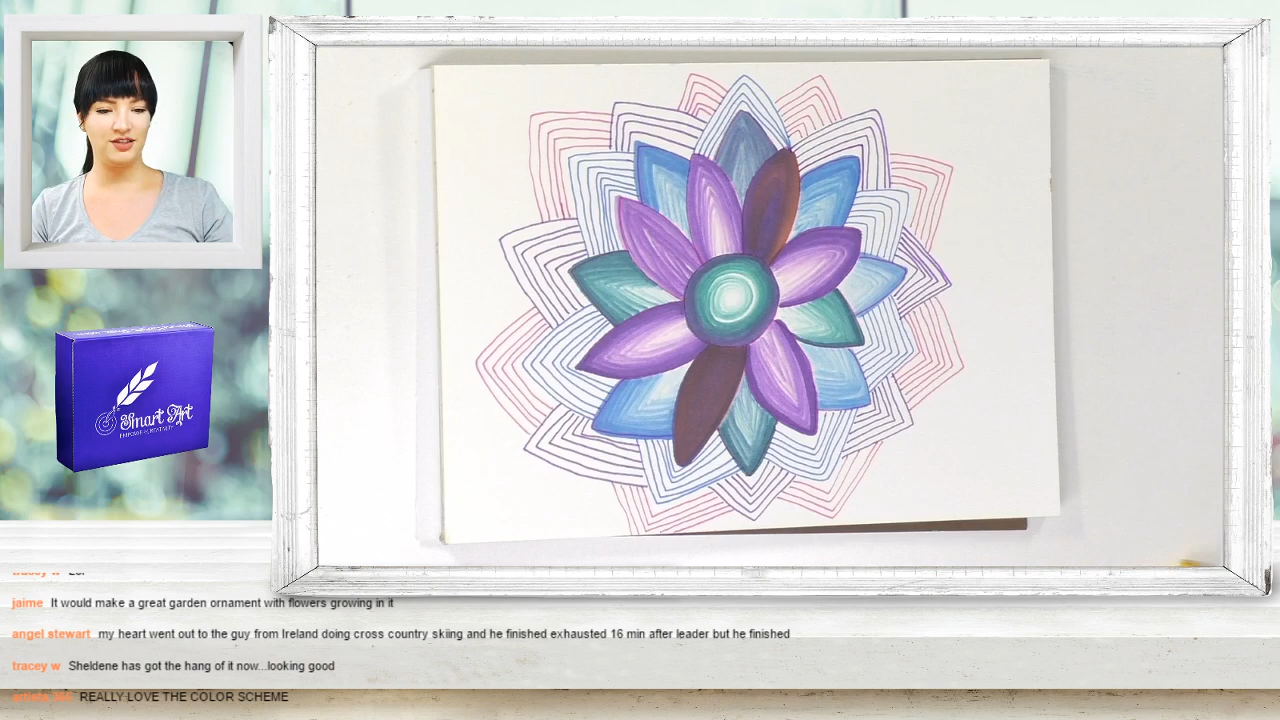 Smart Art
jaime It would make a great garden ornament with flowers growing in it
angel stewart my heart went out to the guy from Ireland doing cross country skiing and he finished exhausted 16 min after leader but he finished
tracey w Sheldene has got the hang of it now...looking good
REALLY LOVE THE COLOR SCHEME